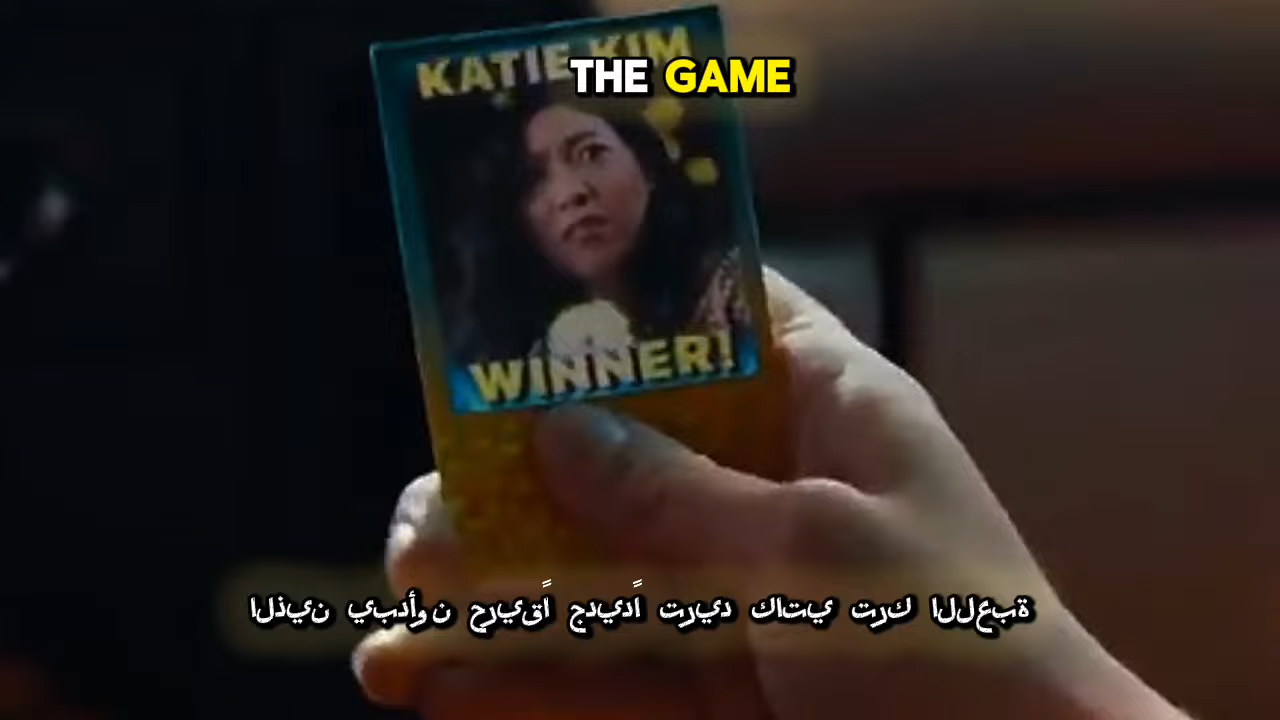 KATIE KIM
THE GAME
WINNER!
الذين يبدأون حريقاً جديداً تريد كاتي ترك اللعبة